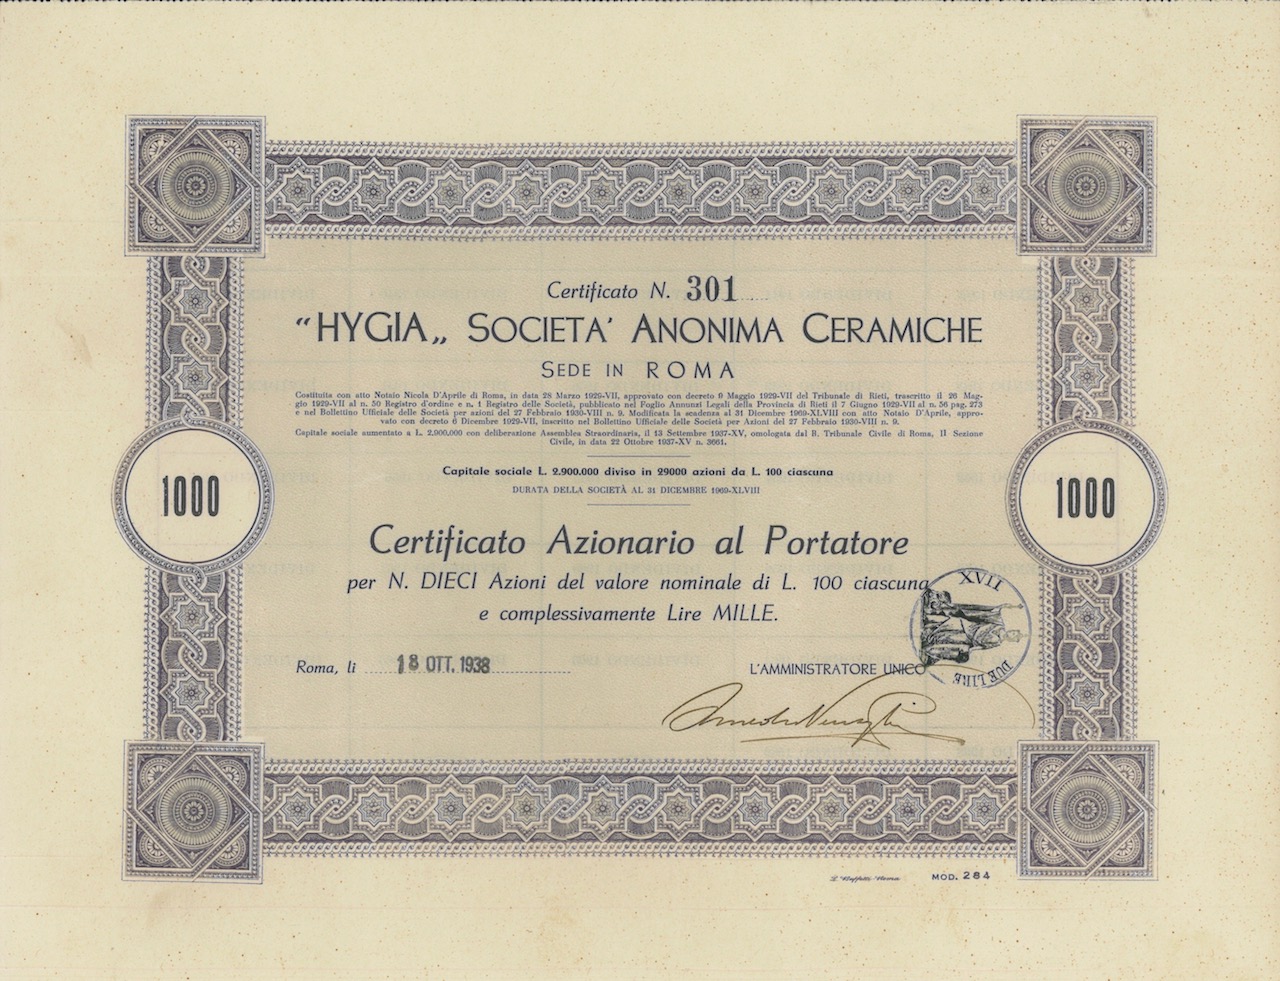 Certificato N. 301
"HYGIA„ SOCIETA' ANONIMA CERAMICHE
SEDE IN ROMA
Costituita con atto Notaio Nicola D'Aprile di Roma, in data 28 Marzo 1929-VII, approvato con decreto 9 Maggio 1929-VII del Tribunale di Rieti, trascritto il 26 Mag-
gio 1929-VII al n. 50 Registro d'ordine e n. 1 Registro delle Società, pubblicato nel Foglio Annunzi Legali della Provincia di Rieti il 7 Giugno 1929-VII al n. 56 pag. 273
e nel Bollettino Ufficiale delle Società per azioni del 27 Febbraio 1930-VIII n. 9. Modificata la scadenza al 31 Dicembre 1969-XLVIII con atto Notaio D'Aprile, appro-
vato con decreto 6 Dicembre 1929-VII, inscritto nel Bollettino Ufficiale delle Società per Azioni del 27 Febbraio 1930-VIII n. 9.
Capitale sociale aumentato a L. 2.900.000 con deliberazione Assemblea Straordinaria, il 13 Settembre 1937-XV, omologata dal R. Tribunale Civile di Roma, II Sezione
Civile, in data 22 Ottobre 1937-XV n. 3661.
Capitale sociale L. 2.900.000 diviso in 29000 azioni da L. 100 ciascuna
DURATA DELLA SOCIETÀ AL 31 DICEMBRE 1969-XLVIII
1000
1000
Certificato Azionario al Portatore
per N. DIECI Azioni del valore nominale di L. 100 ciascuna
e complessivamente Lire MILLE.
XVII
DUE LIRE
Roma, li 18 OTT. 1938
L'AMMINISTRATORE UNICO
MOD. 284